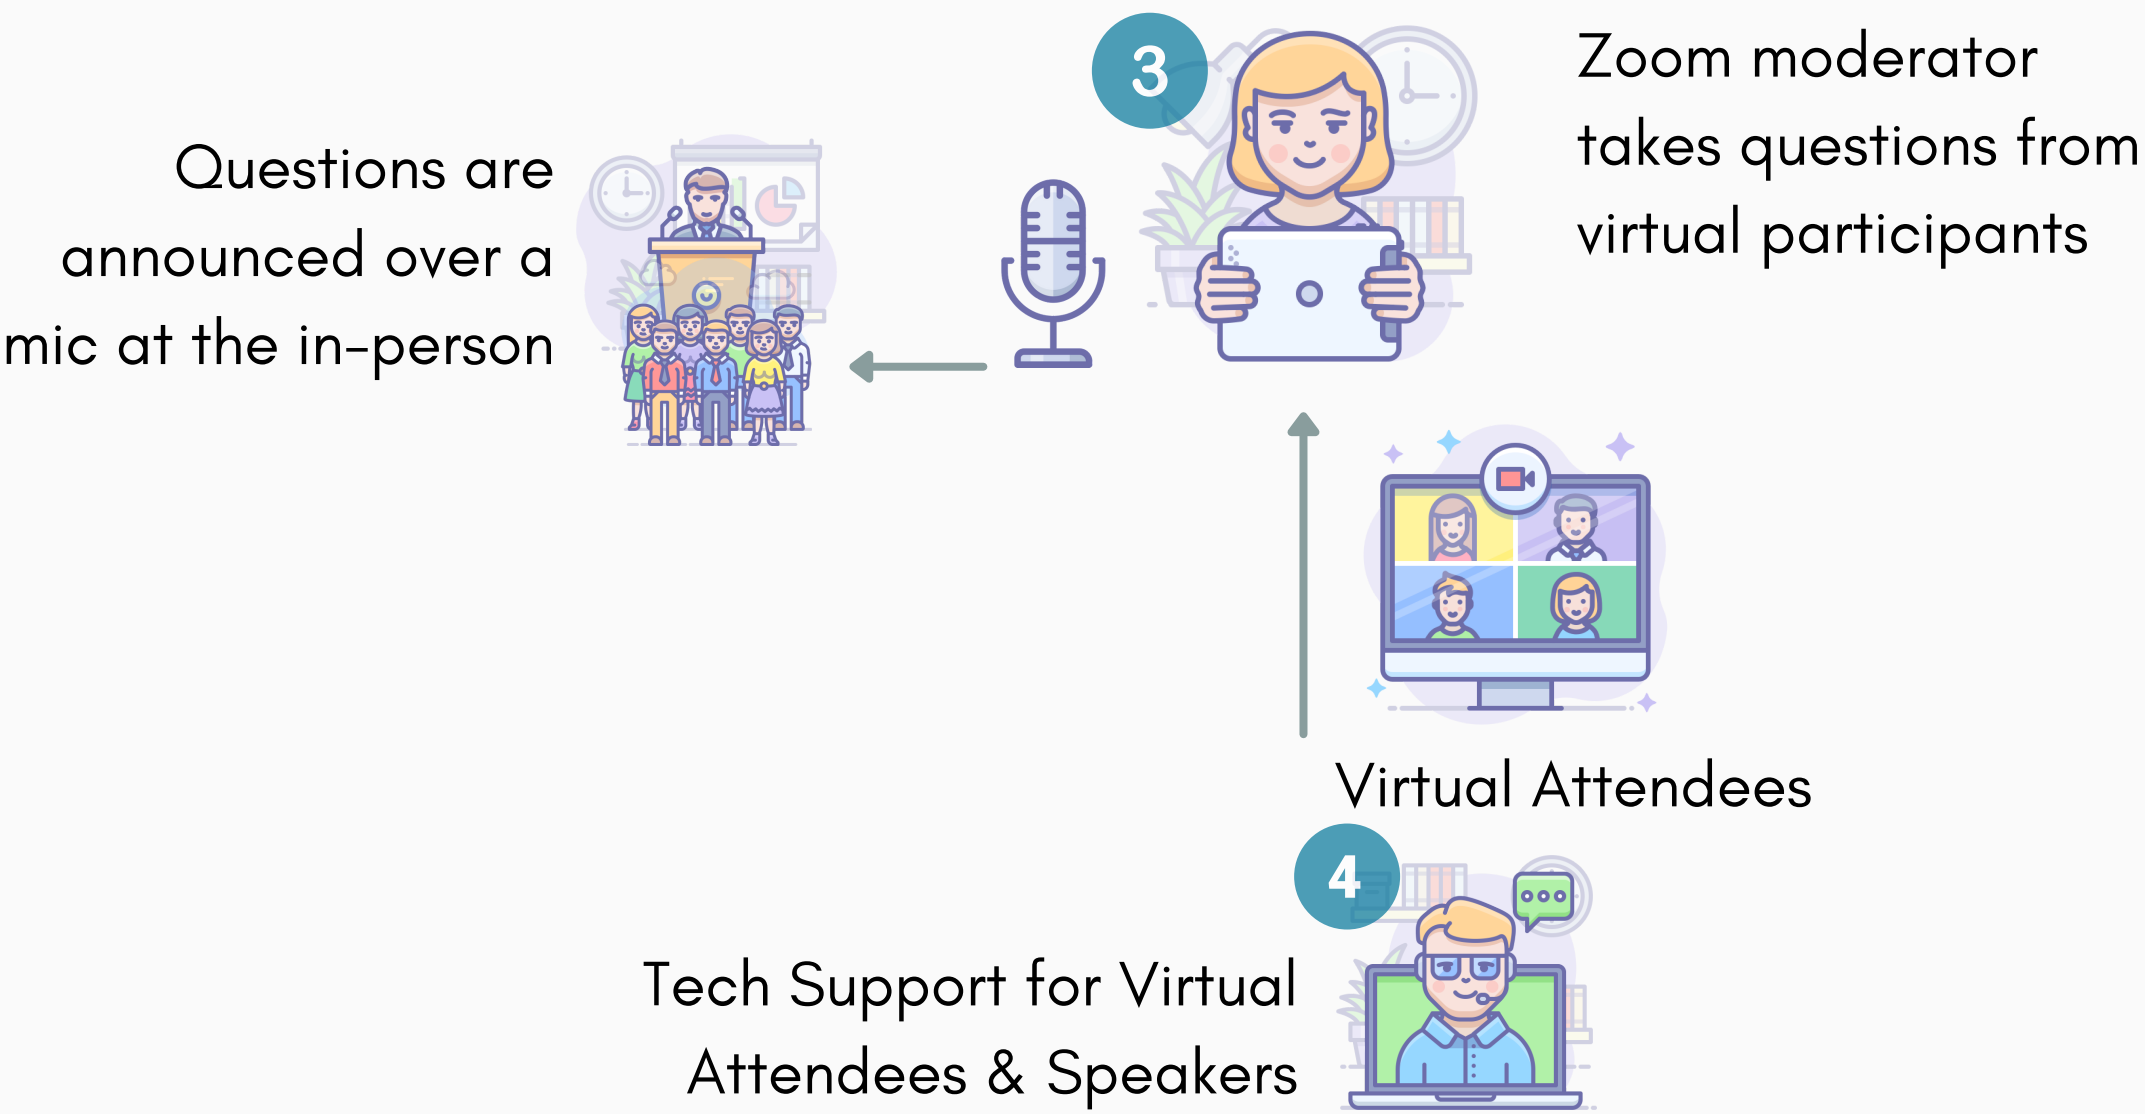 3
Zoom moderator
takes questions from
virtual participants
Questions are
announced over a
mic at the in-person
Virtual Attendees
4
Tech Support for Virtual
Attendees & Speakers